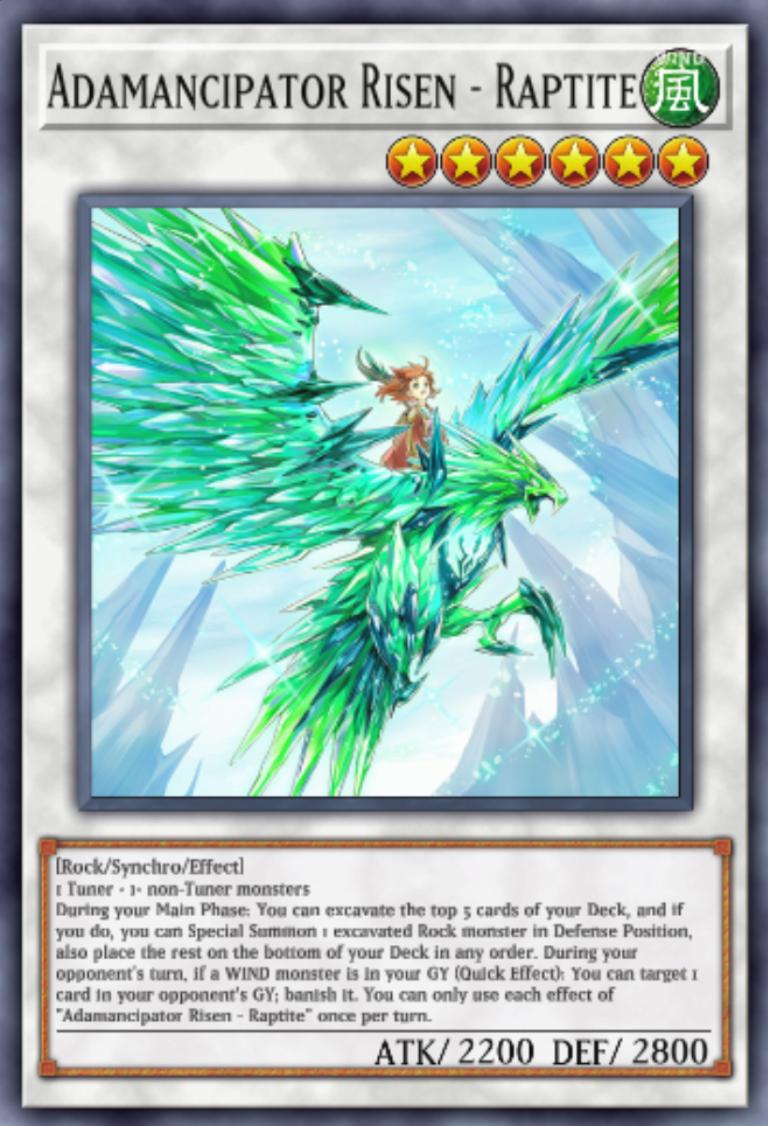 ADAMANCIPATOR RISEN - RAPTITE
WIND
風
[Rock/Synchro/Effect]
1 Tuner - 1- non-Tuner monsters
During your Main Phase: You can excavate the top 5 cards of your Deck, and if
you do, you can Special Summon 1 excavated Rock monster in Defense Position,
also place the rest on the bottom of your Deck in any order. During your
opponent's turn, if a WIND monster is in your GY (Quick Effect): You can target 1
card in your opponent's GY; banish it. You can only use each effect of
"Adamancipator Risen - Raptite" once per turn.
ATK/ 2200 DEF/ 2800